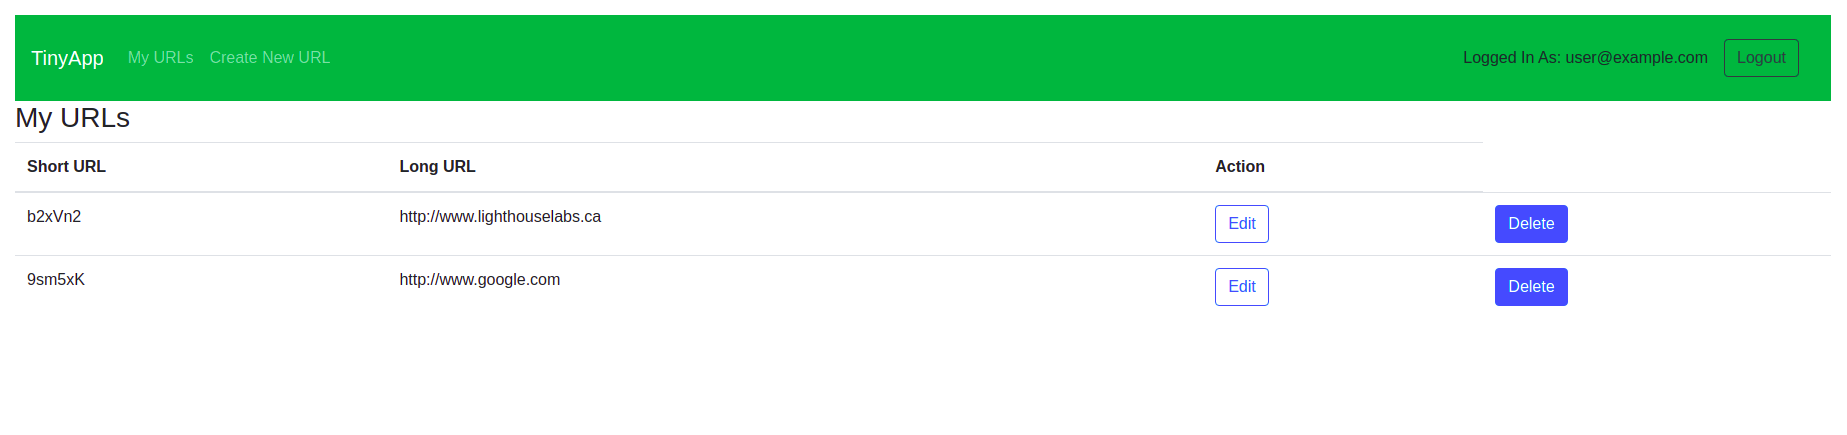 TinyApp My URLs Create New URL Logged In As: user@example.com Logout
My URLs
Short URL Long URL Action
b2xVn2 http://www.lighthouselabs.ca Edit Delete
9sm5xK http://www.google.com Edit Delete